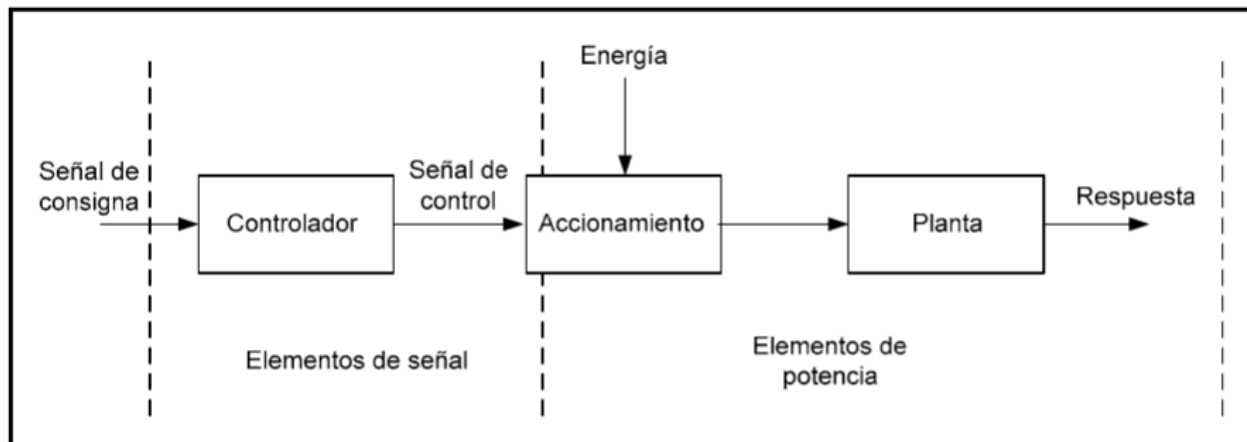 Energía
Señal de
consigna
Controlador
Señal de
control
Accionamiento
Planta
Respuesta
Elementos de señal
Elementos de
potencia